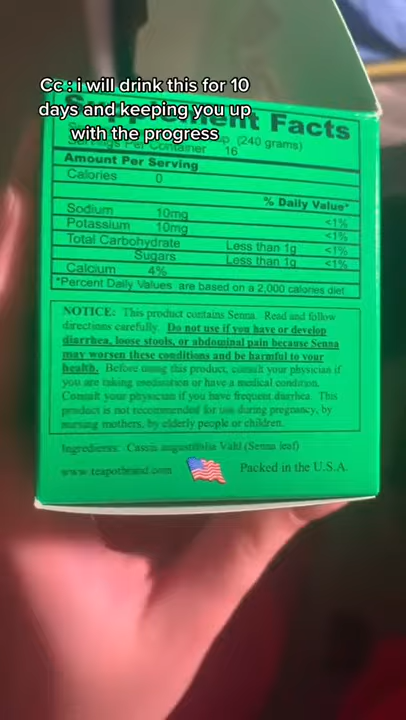 Cc : i will drink this for 10
days and keeping you up
with the progress
Supplement Facts
Servings Per Container 16
(240 grams)
Amount Per Serving
Calories 0
% Daily Value*
Sodium 10mg <1%
Potassium 10mg <1%
Total Carbohydrate Less than 1g <1%
Sugars Less than 1g <1%
Calcium 4%
*Percent Daily Values are based on a 2,000 calories diet
NOTICE: This product contains Senna. Read and follow
directions carefully. Do not use if you have or develop
diarrhea, loose stools, or abdominal pain because Senna
may worsen these conditions and be harmful to your
health. Before using this product, consult your physician if
you are taking medication or have a medical condition.
Consult your physician if you have frequent diarrhea. This
product is not recommended for use during pregnancy, by
nursing mothers, by elderly people or children.
Ingredients: Cassia angustifolia Vahl (Senna leaf)
www.teapotbrand.com Packed in the U.S.A.